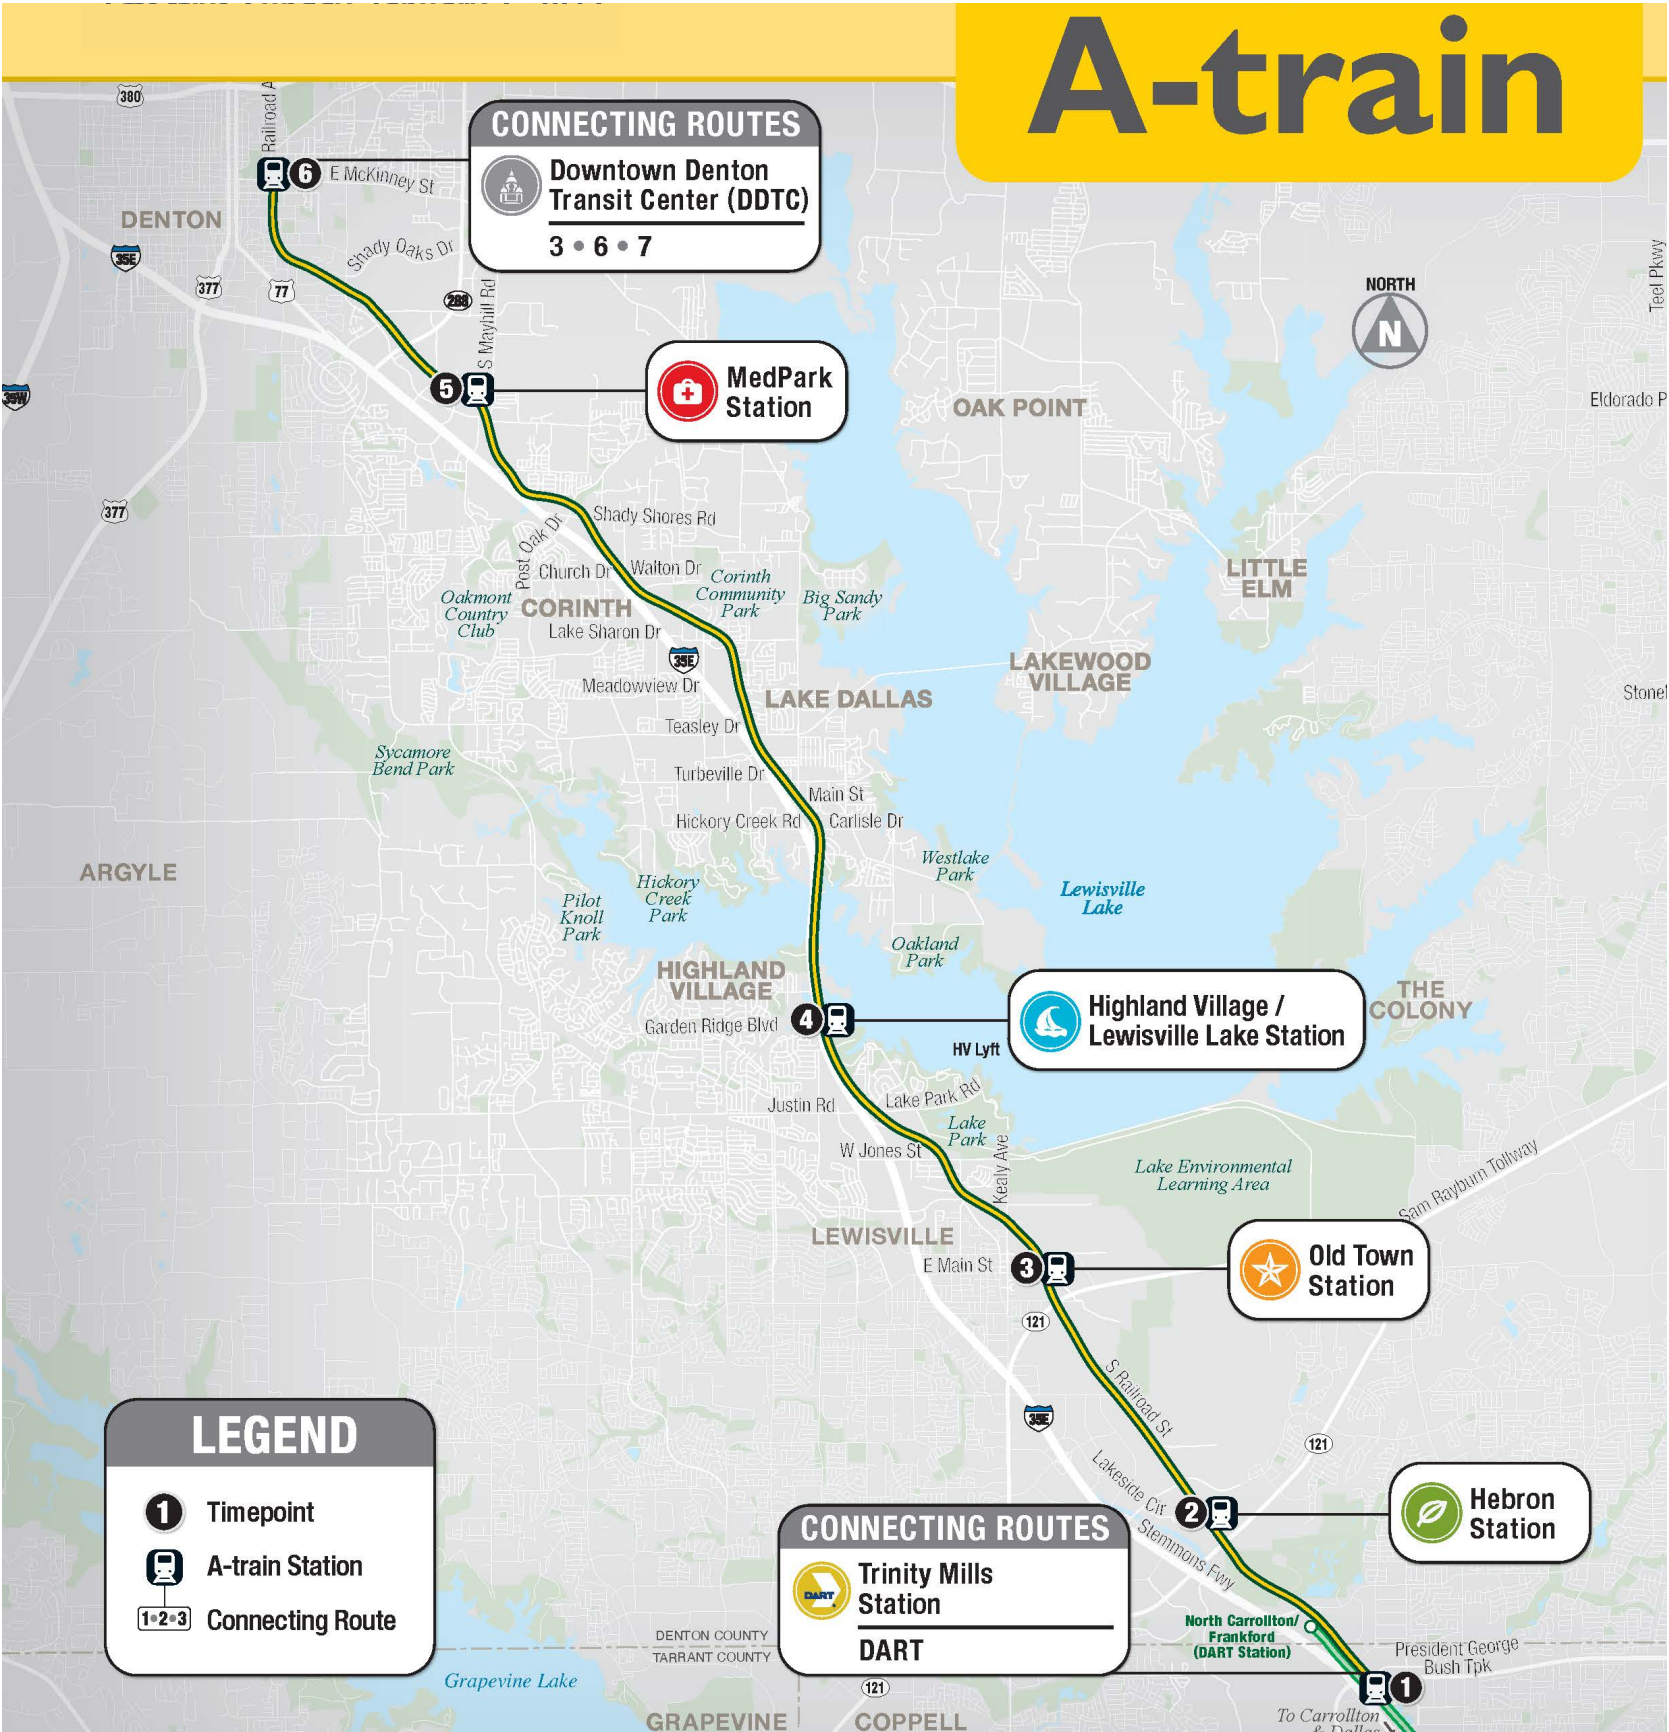 A-train
380
Railroad A
CONNECTING ROUTES
Downtown Denton
Transit Center (DDTC)
3 • 6 • 7
6
E McKinney St
DENTON
Shady Oaks Dr
35E
377
77
288
S Mayhill Rd
NORTH
N
Teel Pkwy
5
MedPark
Station
35W
OAK POINT
Eldorado P
377
Shady Shores Rd
Post Oak Dr
Church Dr
Walton Dr
Corinth
Community
Park
Big Sandy
Park
LITTLE
ELM
Oakmont
Country
Club
CORINTH
Lake Sharon Dr
35E
LAKEWOOD
VILLAGE
Meadowview Dr
LAKE DALLAS
Stonel
Teasley Dr
Sycamore
Bend Park
Turbeville Dr
Main St
Hickory Creek Rd
Carlisle Dr
ARGYLE
Westlake
Park
Hickory
Creek
Park
Lewisville
Lake
Pilot
Knoll
Park
Oakland
Park
HIGHLAND
VILLAGE
Garden Ridge Blvd
4
Highland Village /
Lewisville Lake Station
THE
COLONY
HV Lyft
Justin Rd
Lake Park Rd
Lake
Park
W Jones St
Kealy Ave
Lake Environmental
Learning Area
Sam Rayburn Tollway
LEWISVILLE
E Main St
3
Old Town
Station
121
S Railroad St
35E
121
LEGEND
1
Timepoint
A-train Station
1•2•3
Connecting Route
Lakeside Cir
2
Hebron
Station
Stemmons Fwy
CONNECTING ROUTES
DART
Trinity Mills
Station
DART
North Carrollton/
Frankford
(DART Station)
DENTON COUNTY
TARRANT COUNTY
President George
Bush Tpk
1
Grapevine Lake
121
GRAPEVINE
COPPELL
To Carrollton
& Dallas